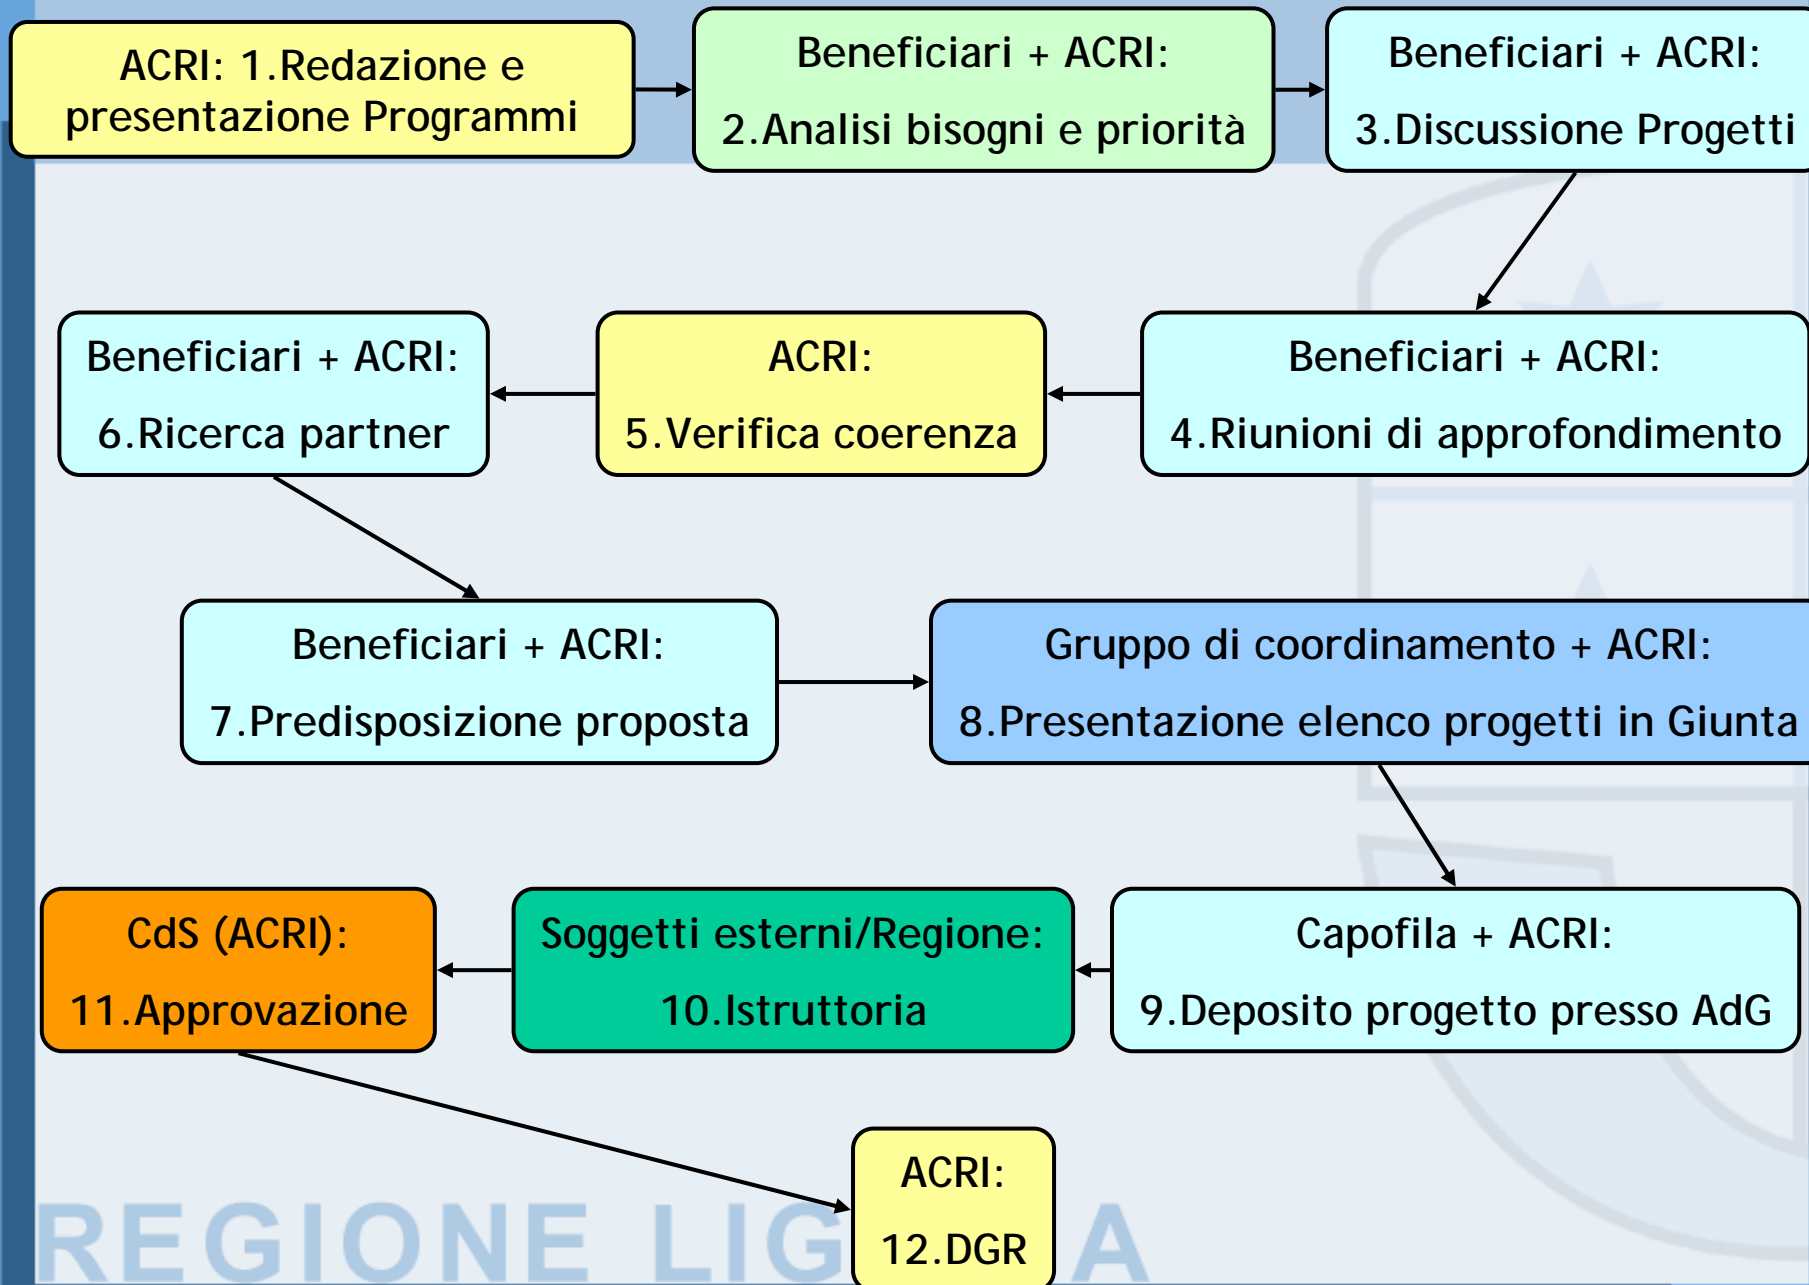 ACRI: 1.Redazione e
presentazione Programmi
Beneficiari + ACRI:
2.Analisi bisogni e priorità
Beneficiari + ACRI:
3.Discussione Progetti
Beneficiari + ACRI:
4.Riunioni di approfondimento
ACRI:
5.Verifica coerenza
Beneficiari + ACRI:
6.Ricerca partner
Beneficiari + ACRI:
7.Predisposizione proposta
Gruppo di coordinamento + ACRI:
8.Presentazione elenco progetti in Giunta
Capofila + ACRI:
9.Deposito progetto presso AdG
Soggetti esterni/Regione:
10.Istruttoria
CdS (ACRI):
11.Approvazione
ACRI:
12.DGR
REGIONE